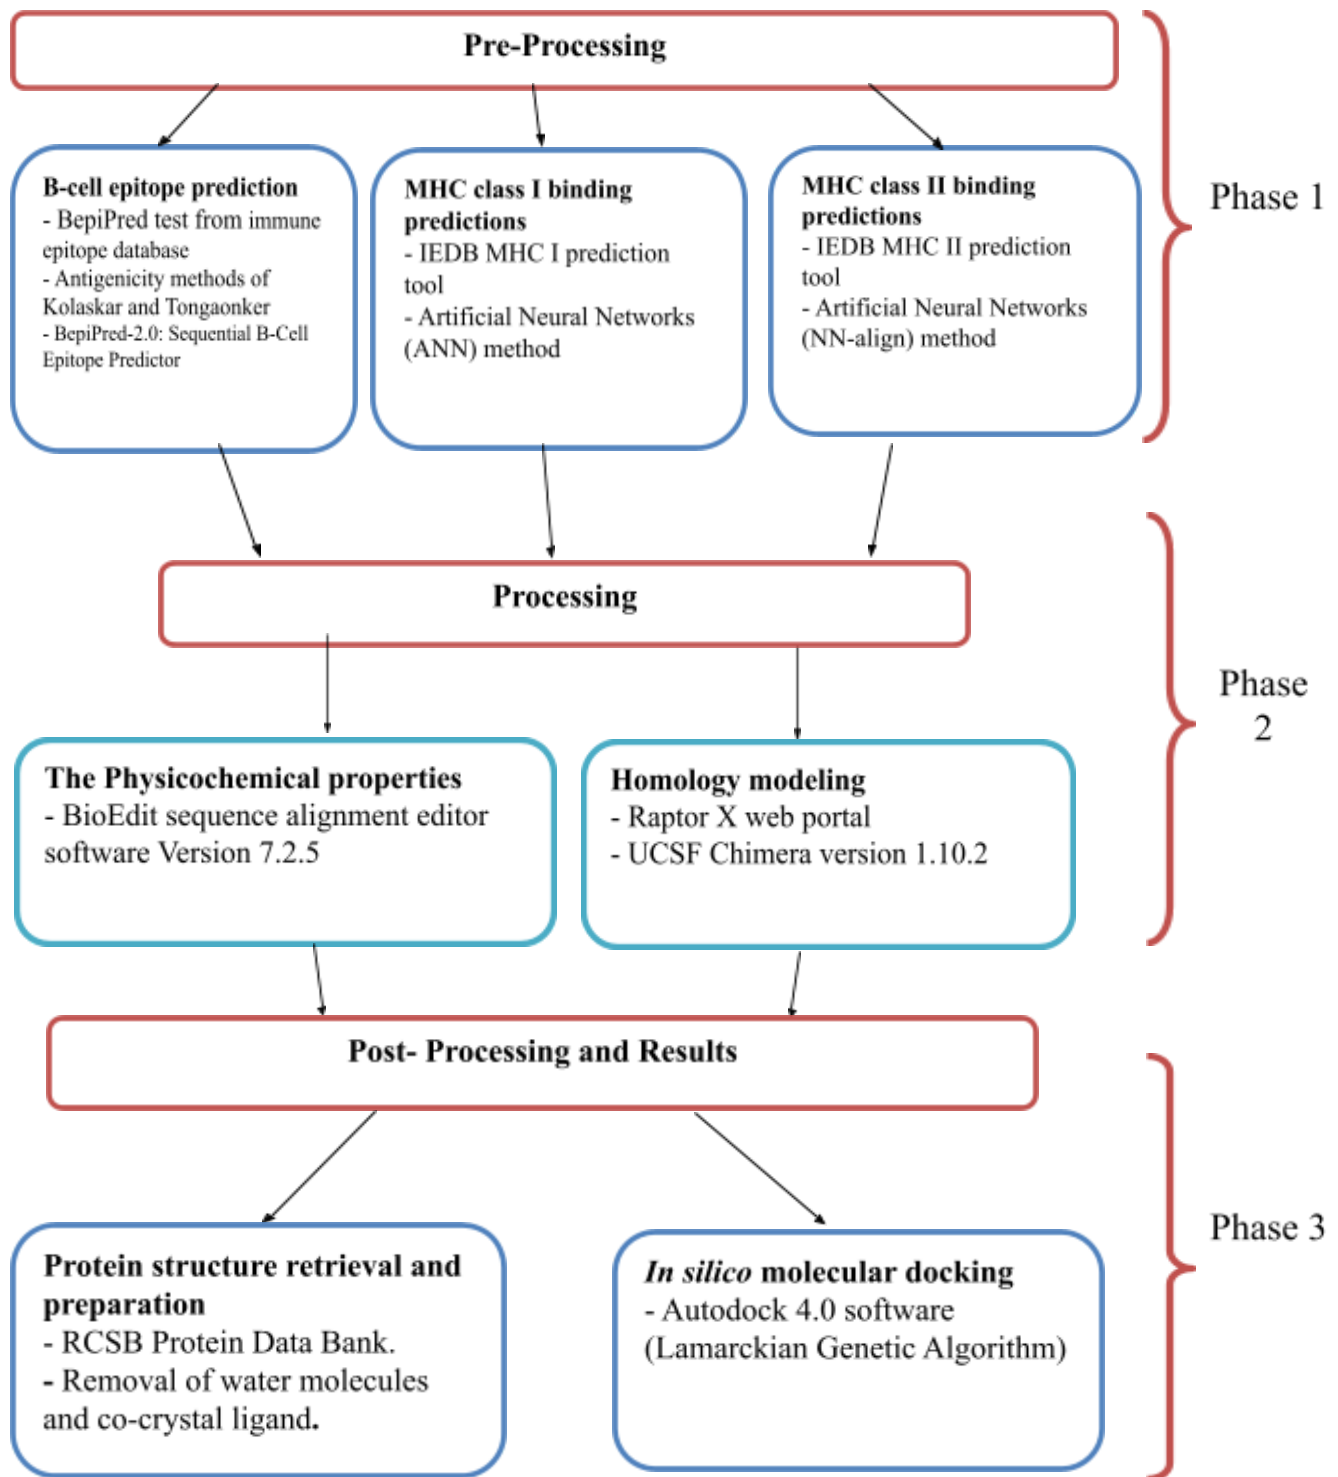 Pre-Processing
B-cell epitope prediction
- BepiPred test from immune
epitope database
- Antigenicity methods of
Kolaskar and Tongaonker
- BepiPred-2.0: Sequential B-Cell
Epitope Predictor
MHC class I binding
predictions
- IEDB MHC I prediction
tool
- Artificial Neural Networks
(ANN) method
MHC class II binding
predictions
- IEDB MHC II prediction
tool
- Artificial Neural Networks
(NN-align) method
Phase 1
Processing
The Physicochemical properties
- BioEdit sequence alignment editor
software Version 7.2.5
Homology modeling
- Raptor X web portal
- UCSF Chimera version 1.10.2
Phase
2
Post- Processing and Results
Protein structure retrieval and
preparation
- RCSB Protein Data Bank.
- Removal of water molecules
and co-crystal ligand.
In silico molecular docking
- Autodock 4.0 software
(Lamarckian Genetic Algorithm)
Phase 3